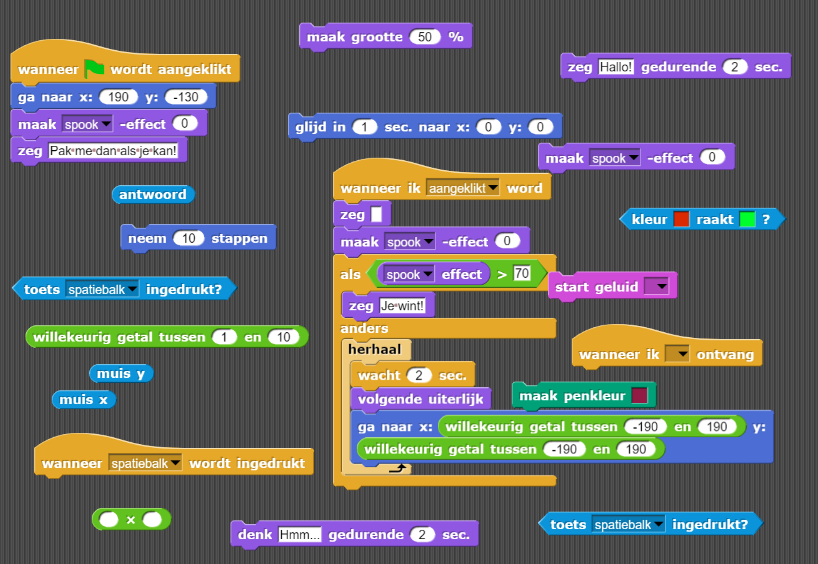 maak grootte 50 %
wanneer wordt aangeklikt
ga naar x: 190 y: -130
maak spook -effect 0
zeg Pak•me•dan•als•je•kan!
zeg Hallo! gedurende 2 sec.
glijd in 1 sec. naar x: 0 y: 0
maak spook -effect 0
antwoord
neem 10 stappen
kleur raakt ?
wanneer ik aangeklikt word
zeg
maak spook -effect 0
als spook effect > 70
zeg Je•wint!
anders
herhaal
wacht 2 sec.
volgende uiterlijk
ga naar x: willekeurig getal tussen -190 en 190 y:
willekeurig getal tussen -190 en 190
start geluid
toets spatiebalk ingedrukt?
willekeurig getal tussen 1 en 10
wanneer ik ontvang
muis y
muis x
maak penkleur
wanneer spatiebalk wordt ingedrukt
×
denk Hmm... gedurende 2 sec.
toets spatiebalk ingedrukt?